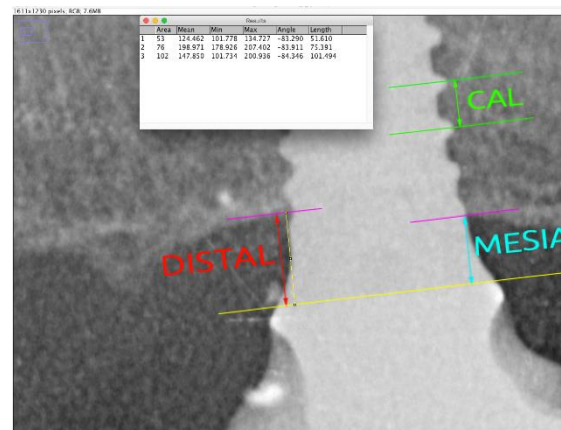 1611x1230 pixels; RGB; 7.6MB
Results
Area Mean Min Max Angle Length
1 53 124.462 101.778 134.727 -83.290 51.610
2 76 198.971 178.926 207.402 -83.911 75.391
3 102 147.850 101.734 200.936 -84.346 101.494
CAL
DISTAL
MESIA